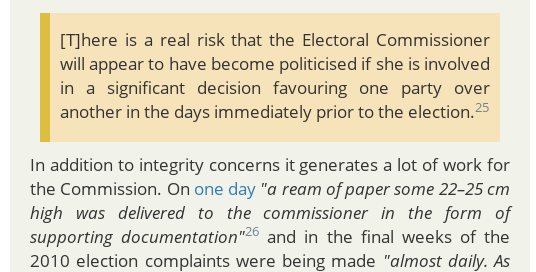 [T]here is a real risk that the Electoral Commissioner
will appear to have become politicised if she is involved
in a significant decision favouring one party over
another in the days immediately prior to the election.25
In addition to integrity concerns it generates a lot of work for
the Commission. On one day "a ream of paper some 22–25 cm
high was delivered to the commissioner in the form of
supporting documentation"26 and in the final weeks of the
2010 election complaints were being made "almost daily. As